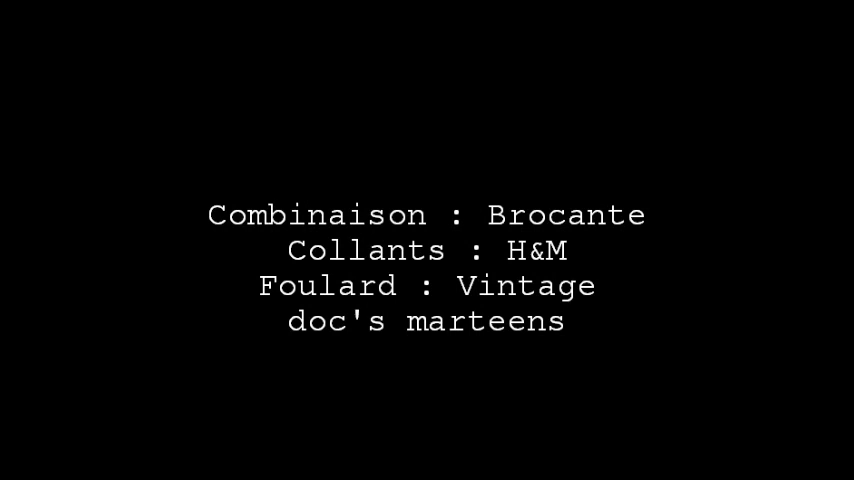 Combinaison : Brocante
Collants : H&M
Foulard : Vintage
doc's marteens